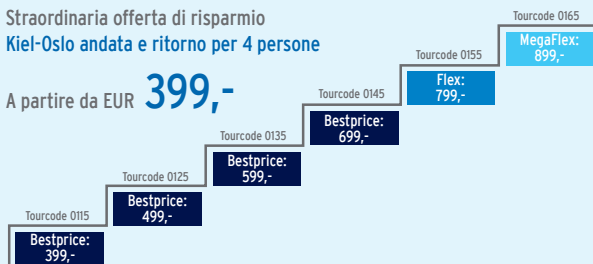 Straordinaria offerta di risparmio
Kiel-Oslo andata e ritorno per 4 persone
A partire da EUR 399,-
Tourcode 0165
MegaFlex:
899,-
Tourcode 0155
Flex:
799,-
Tourcode 0145
Bestprice:
699,-
Tourcode 0135
Bestprice:
599,-
Tourcode 0125
Bestprice:
499,-
Tourcode 0115
Bestprice:
399,-